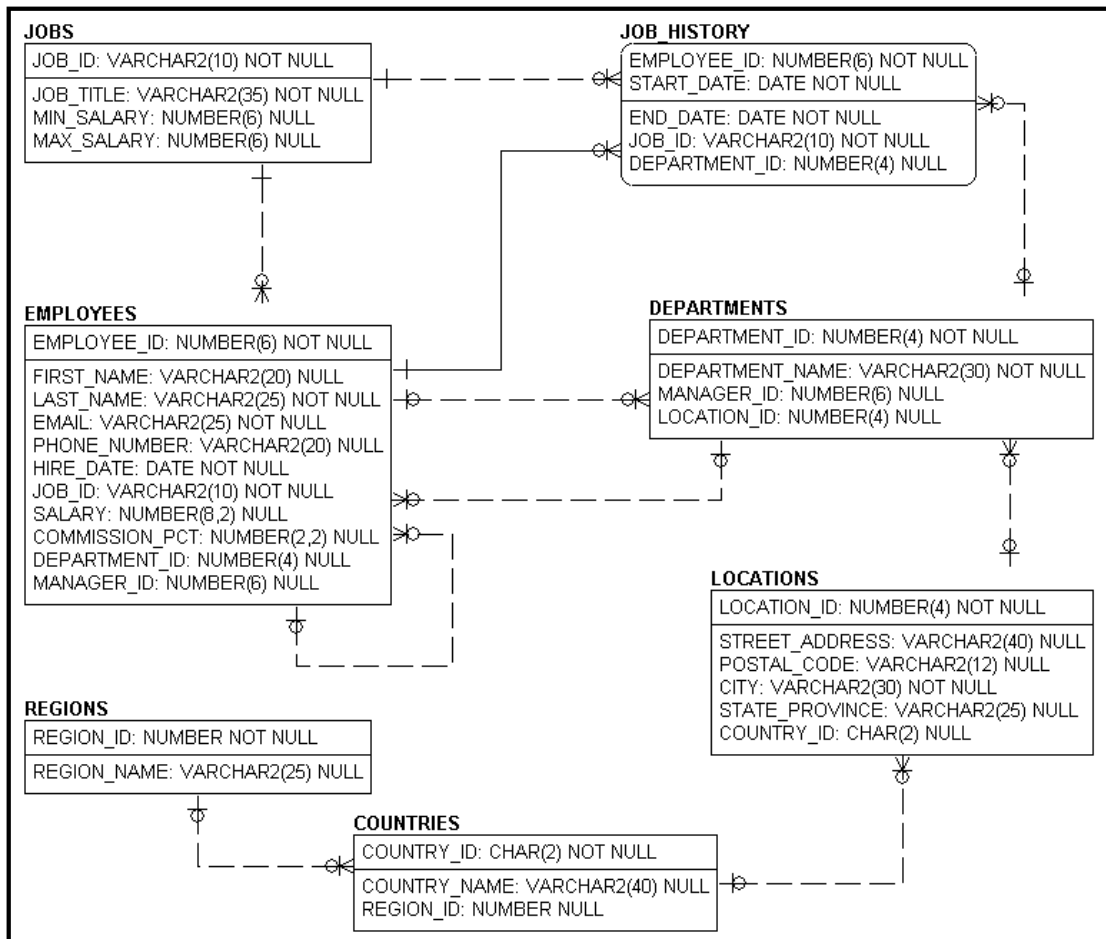 JOBS
JOB_ID: VARCHAR2(10) NOT NULL
JOB_TITLE: VARCHAR2(35) NOT NULL
MIN_SALARY: NUMBER(6) NULL
MAX_SALARY: NUMBER(6) NULL
JOB_HISTORY
EMPLOYEE_ID: NUMBER(6) NOT NULL
START_DATE: DATE NOT NULL
END_DATE: DATE NOT NULL
JOB_ID: VARCHAR2(10) NOT NULL
DEPARTMENT_ID: NUMBER(4) NULL
EMPLOYEES
EMPLOYEE_ID: NUMBER(6) NOT NULL
FIRST_NAME: VARCHAR2(20) NULL
LAST_NAME: VARCHAR2(25) NOT NULL
EMAIL: VARCHAR2(25) NOT NULL
PHONE_NUMBER: VARCHAR2(20) NULL
HIRE_DATE: DATE NOT NULL
JOB_ID: VARCHAR2(10) NOT NULL
SALARY: NUMBER(8,2) NULL
COMMISSION_PCT: NUMBER(2,2) NULL
DEPARTMENT_ID: NUMBER(4) NULL
MANAGER_ID: NUMBER(6) NULL
DEPARTMENTS
DEPARTMENT_ID: NUMBER(4) NOT NULL
DEPARTMENT_NAME: VARCHAR2(30) NOT NULL
MANAGER_ID: NUMBER(6) NULL
LOCATION_ID: NUMBER(4) NULL
LOCATIONS
LOCATION_ID: NUMBER(4) NOT NULL
STREET_ADDRESS: VARCHAR2(40) NULL
POSTAL_CODE: VARCHAR2(12) NULL
CITY: VARCHAR2(30) NOT NULL
STATE_PROVINCE: VARCHAR2(25) NULL
COUNTRY_ID: CHAR(2) NULL
REGIONS
REGION_ID: NUMBER NOT NULL
REGION_NAME: VARCHAR2(25) NULL
COUNTRIES
COUNTRY_ID: CHAR(2) NOT NULL
COUNTRY_NAME: VARCHAR2(40) NULL
REGION_ID: NUMBER NULL